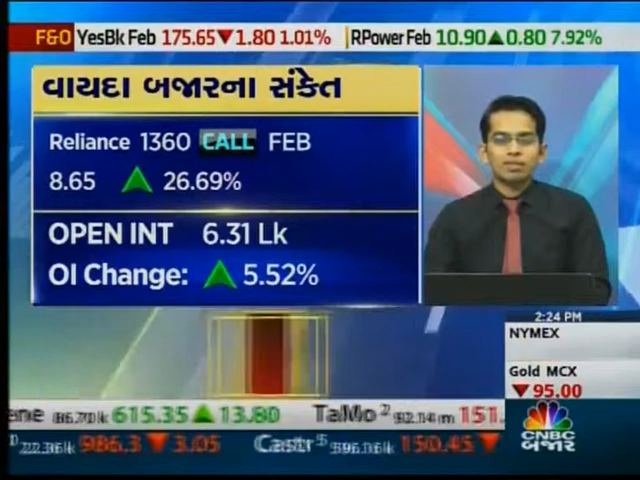 F&O YesBk Feb 175.65▼1.80 1.01% RPower Feb 10.90▲0.80 7.92%
વાયદા બજારના સંકેત
Reliance 1360 CALL FEB
8.65 ▲ 26.69%
OPEN INT 6.31 Lk
OI Change: ▲ 5.52%
2:24 PM
NYMEX
Gold MCX
▼95.00
ene 615.35▲13.80 TaMo 151.
986.3▼3.05 Castr 150.45▼
CNBC
બજાર